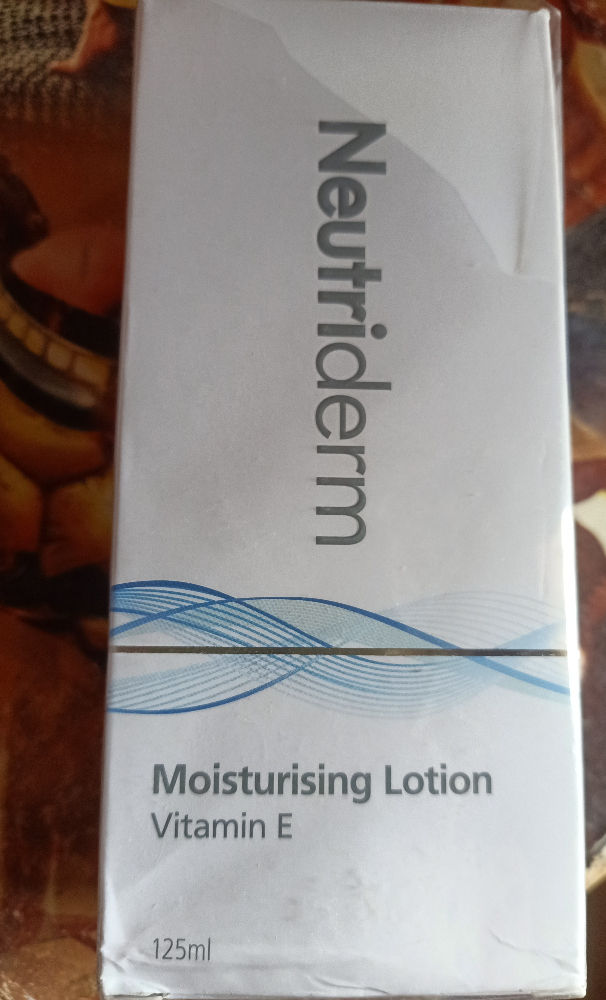 Neutriderm
Moisturising Lotion
Vitamin E
125ml